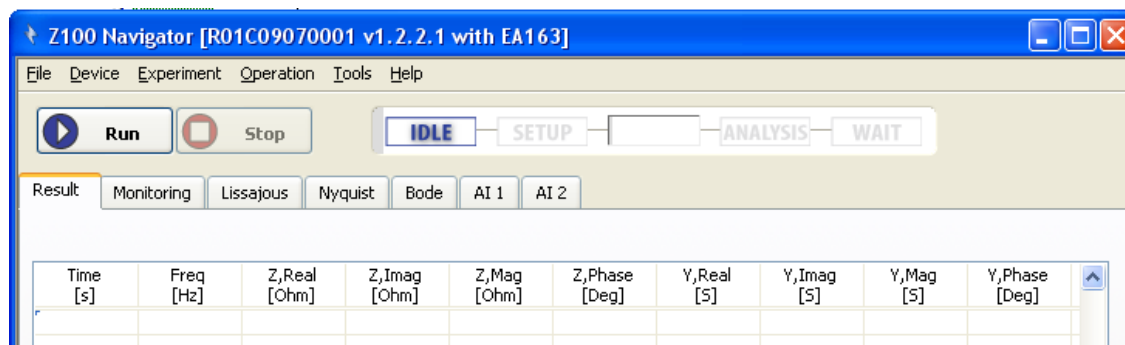 Z100 Navigator [R01C09070001 v1.2.2.1 with EA163]
File Device Experiment Operation Tools Help
Run Stop IDLE SETUP ANALYSIS WAIT
Result Monitoring Lissajous Nyquist Bode AI 1 AI 2
Time Freq Z,Real Z,Imag Z,Mag Z,Phase Y,Real Y,Imag Y,Mag Y,Phase
[s] [Hz] [Ohm] [Ohm] [Ohm] [Deg] [S] [S] [S] [Deg]